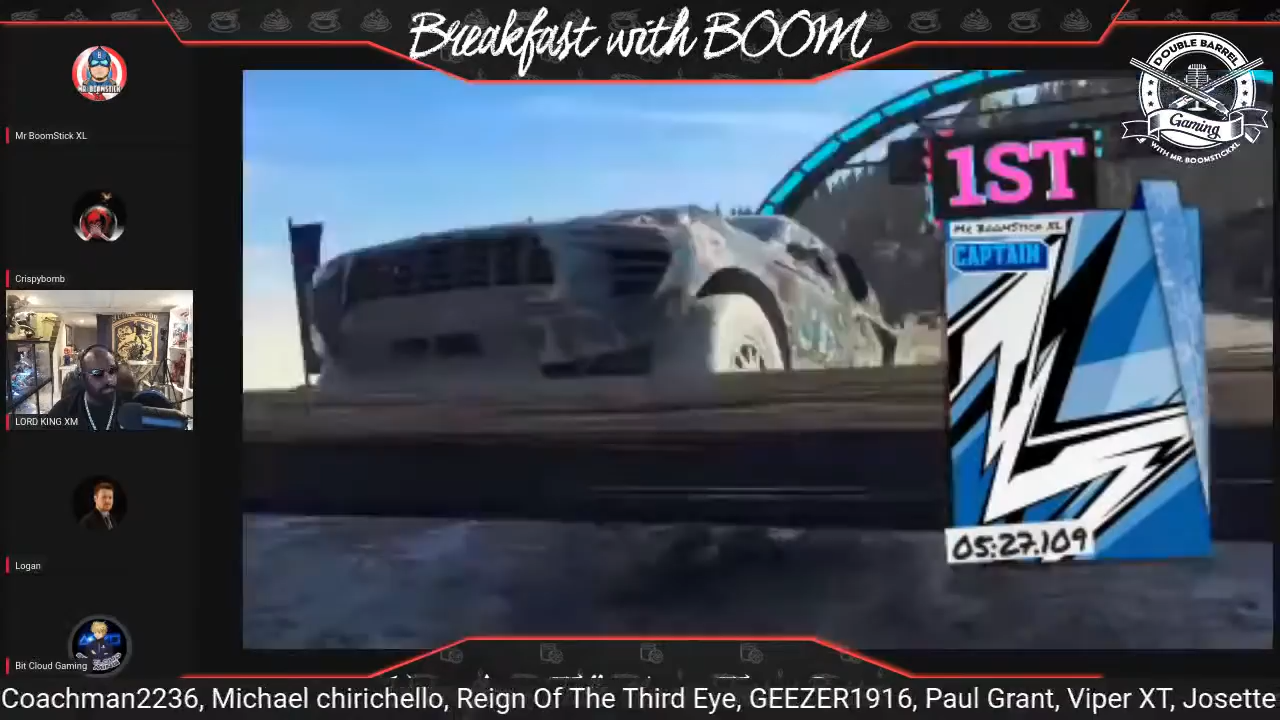 Breakfast with BOOM
DOUBLE BARREL
Gaming
WITH MR. BOOMSTICKXL
MR. BOOMSTICK
Mr BoomStick XL
Crispybomb
LORD KING XM
Logan
Bit Cloud Gaming
1ST
MR BOOMSTICK XL
CAPTAIN
05:27.109
Coachman2236, Michael chirichello, Reign Of The Third Eye, GEEZER1916, Paul Grant, Viper XT, Josette